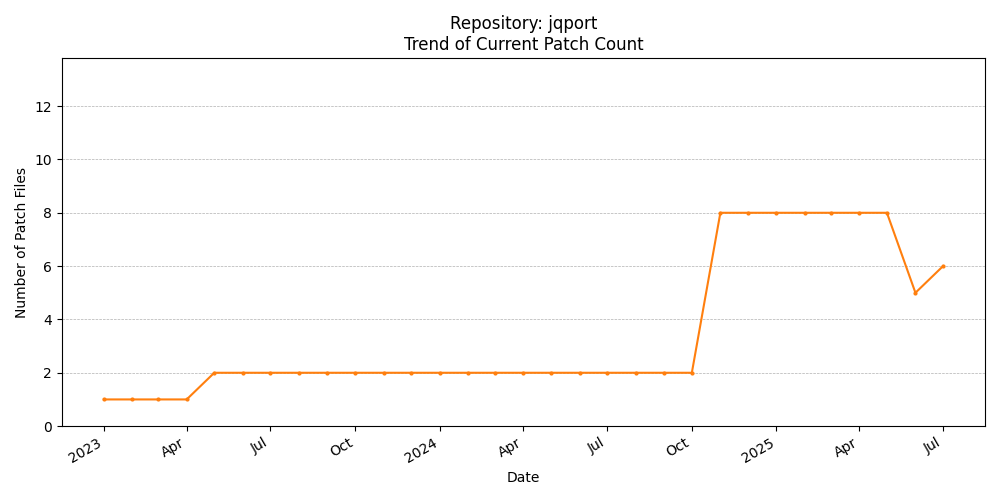 Repository: jqport
Trend of Current Patch Count
Number of Patch Files
12
10
8
6
4
2
0
2023
Apr
Jul
Oct
2024
Apr
Jul
Oct
2025
Apr
Jul
Date